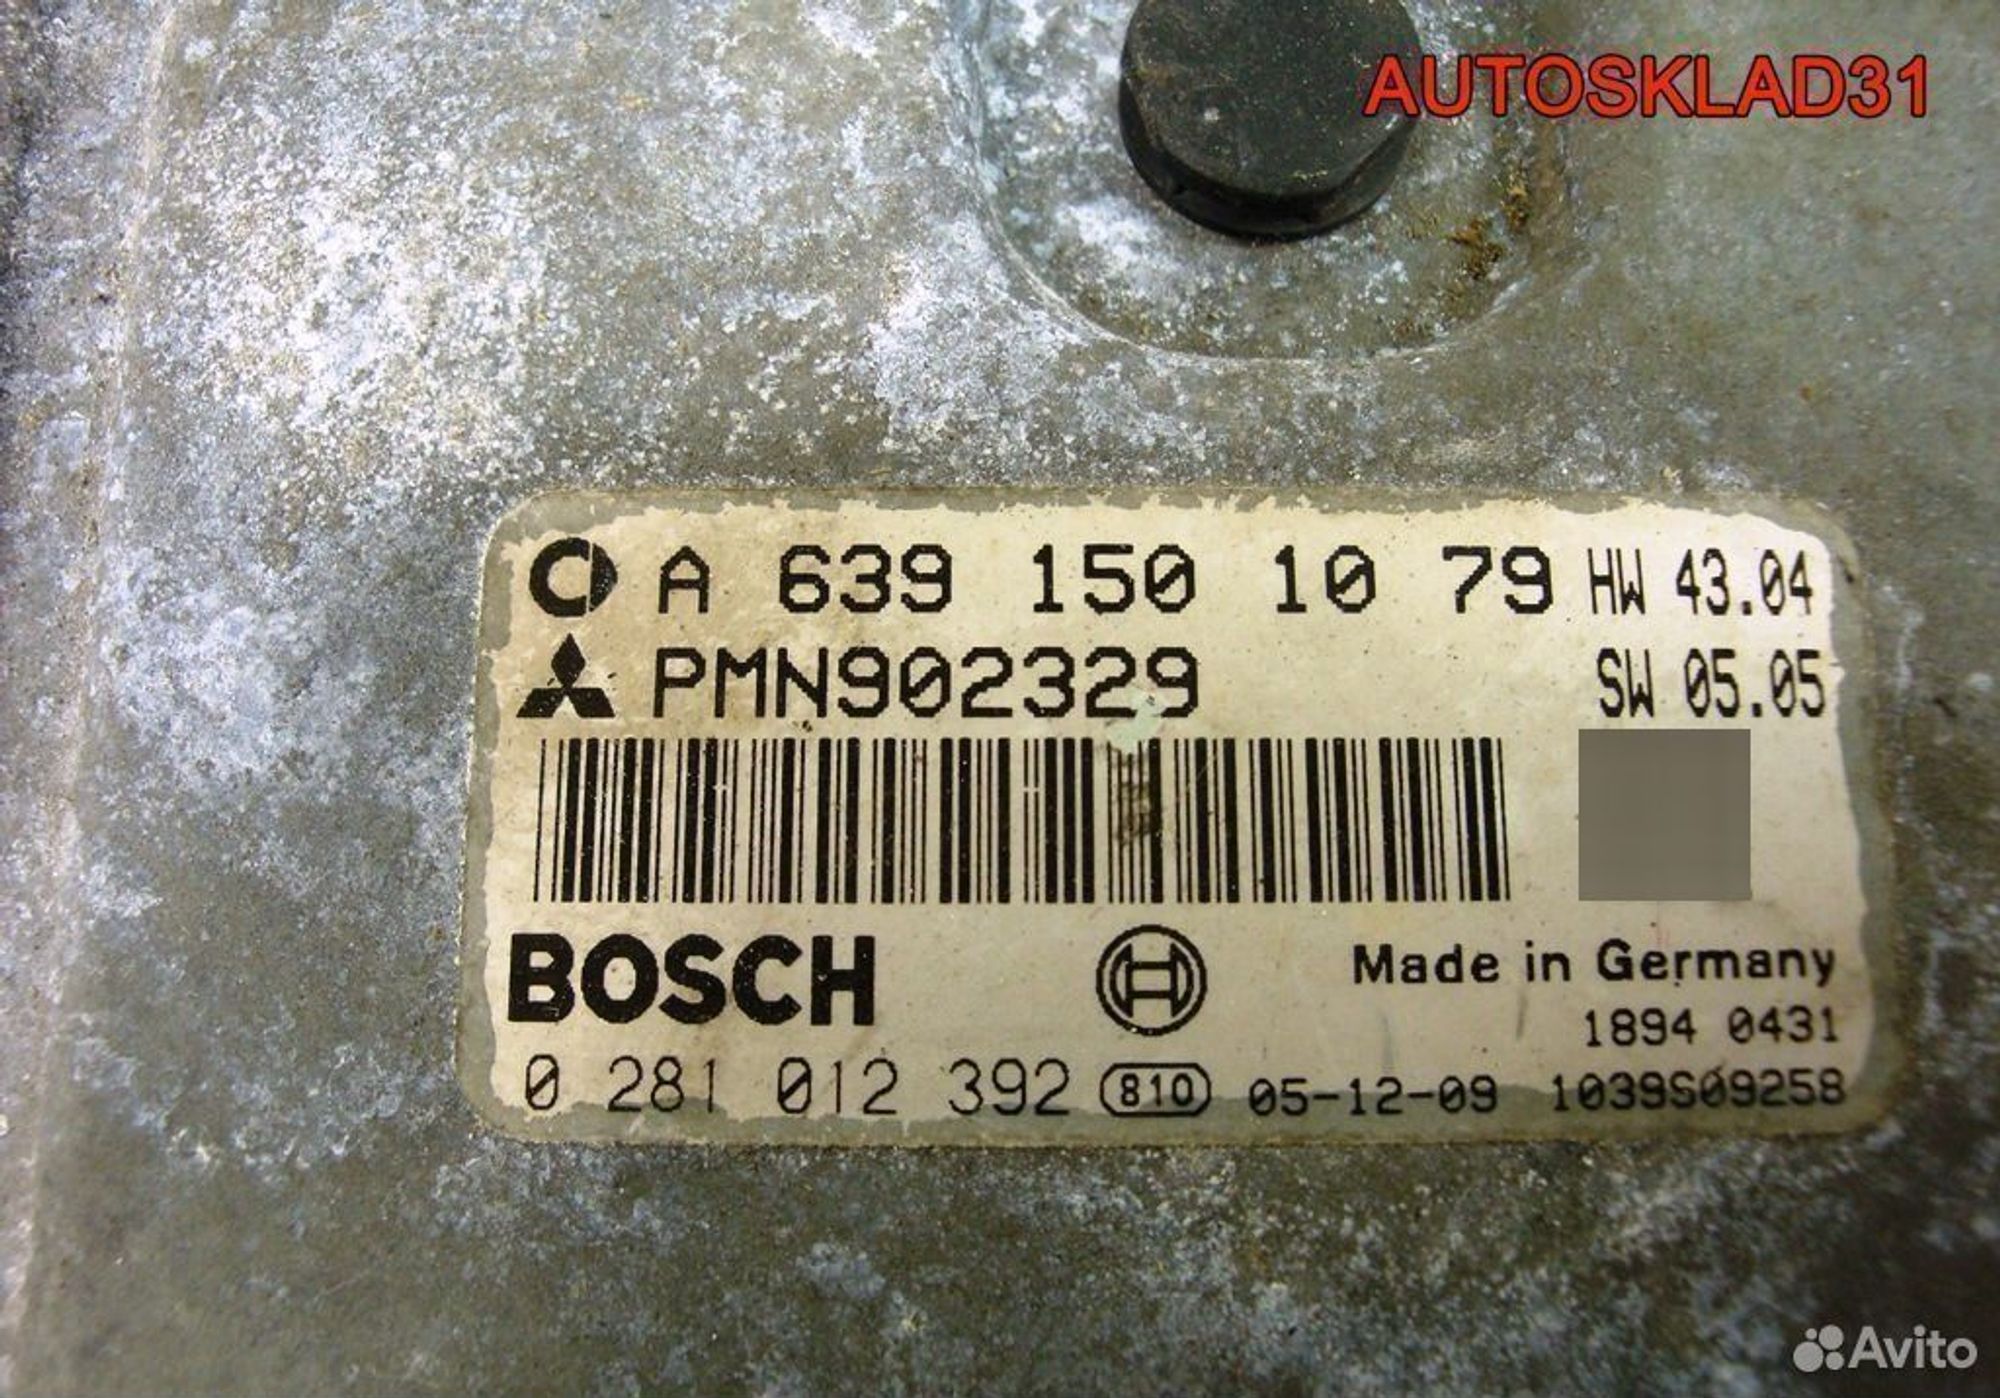 AUTOSKLAD31
A 639 150 10 79 HW 43.04
PMN902329 SW 05.05
BOSCH
Made in Germany
1894 0431
0 281 012 392 810 05-12-09 1039S09258
Avito